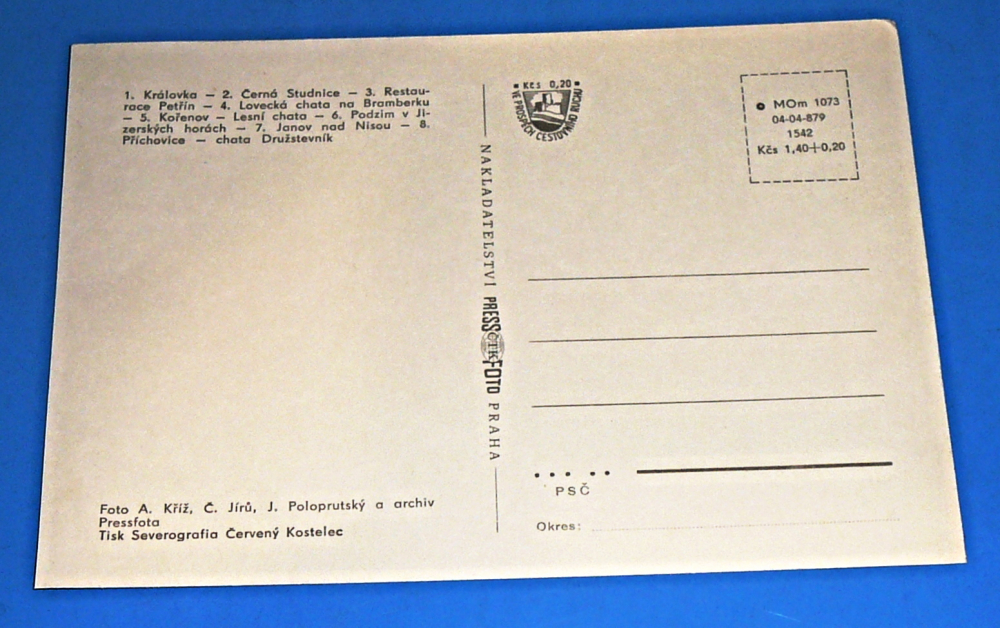 1. Královka — 2. Černá Studnice — 3. Restau-
race Petřín — 4. Lovecká chata na Bramberku
— 5. Kořenov — Lesní chata — 6. Podzim v Ji-
zerských horách — 7. Janov nad Nisou — 8.
Příchovice — chata Družstevník
Foto A. Kříž, Č. Jírů, J. Poloprutský a archiv
Pressfota
Tisk Severografia Červený Kostelec
NAKLADATELSTVÍ PRESSFOTO PRAHA
ČTK
Kčs 0,20
VE PROSPĚCH CESTOVNÍHO RUCHU
MOm 1073
04-04-879
1542
Kčs 1,40+0,20
PSČ
Okres: